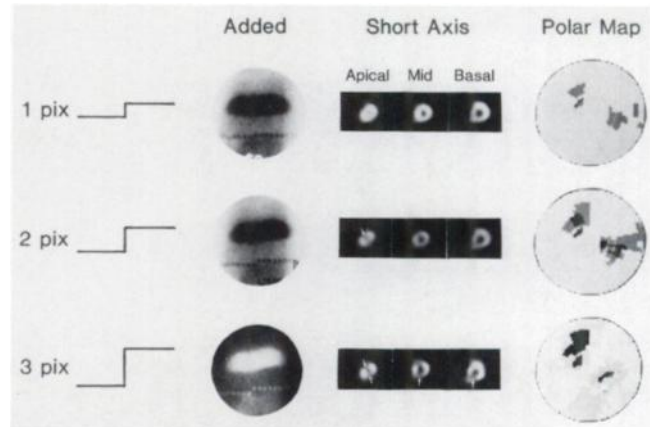 Added Short Axis Polar Map
Apical Mid Basal
1 pix
2 pix
3 pix